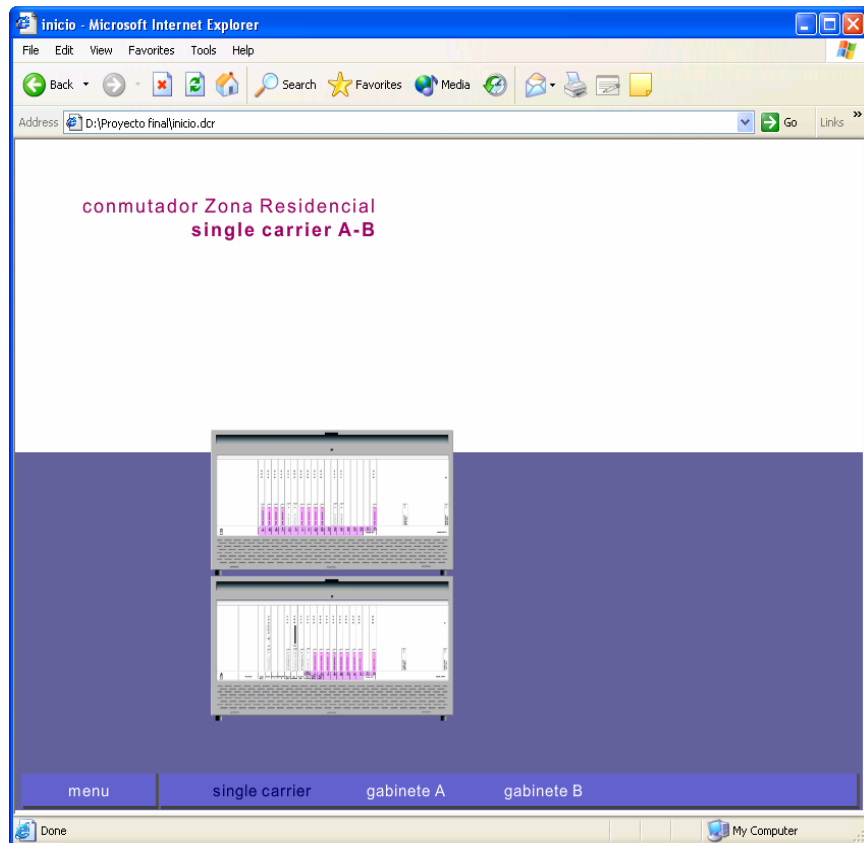 inicio - Microsoft Internet Explorer
File Edit View Favorites Tools Help
Back Search Favorites Media
Address D:\Proyecto final\inicio.dcr Go Links »
conmutador Zona Residencial
single carrier A-B
menu single carrier gabinete A gabinete B
Done My Computer